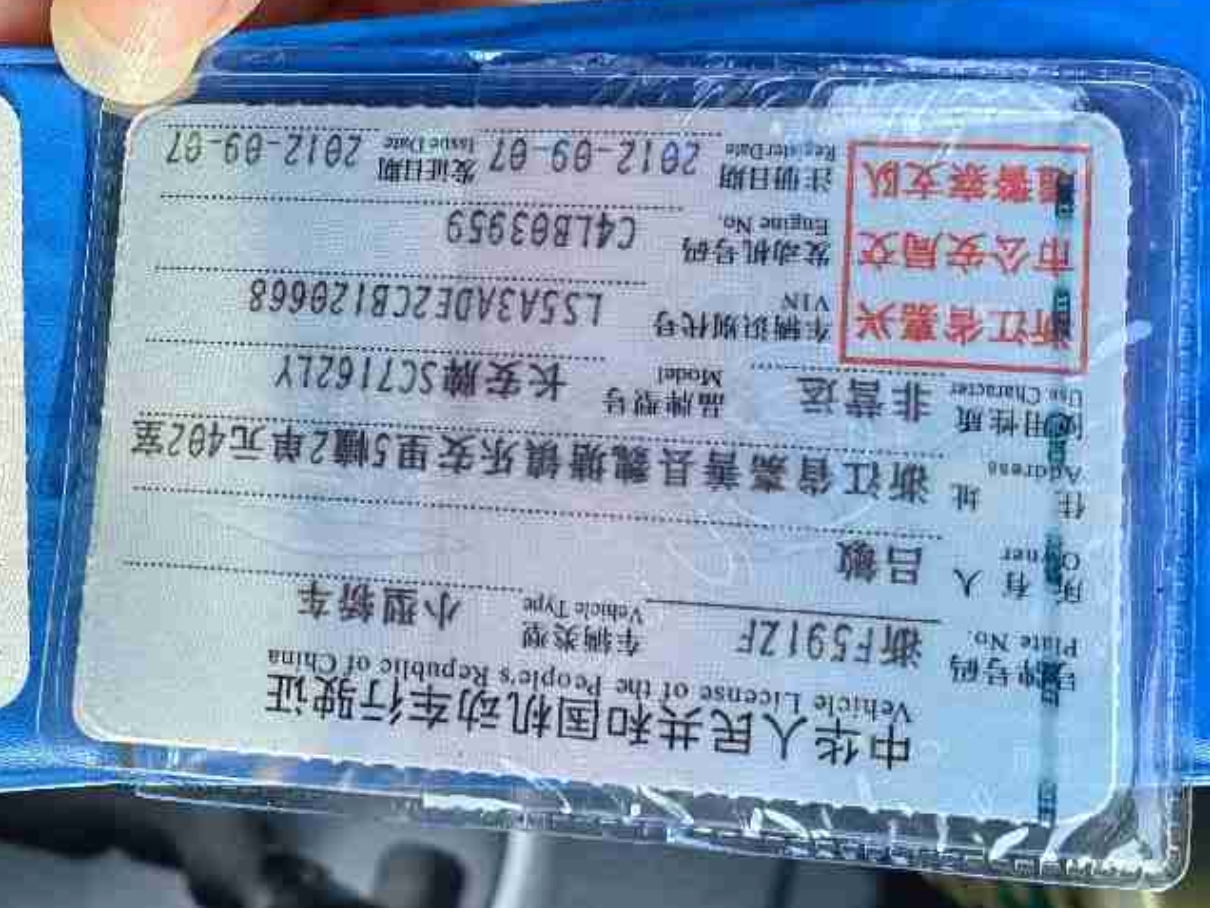 中华人民共和国机动车行驶证
Vehicle License of the People's Republic of China
号牌号码 浙F591ZF 车辆类型 小型轿车
Plate No. Vehicle Type
所有人 吕敏
Owner
住址 浙江省嘉善县魏塘镇乐安里5幢2单元402室
Address
使用性质 非营运 品牌型号 长安牌SC7162LY
Use Character Model
浙江省嘉兴
市公安局交
通警察支队
车辆识别代号 LS5A3ADE2CB120668
VIN
发动机号码 C4LB03959
Engine No.
注册日期 2012-09-07 发证日期 2012-09-07
Register Date Issue Date